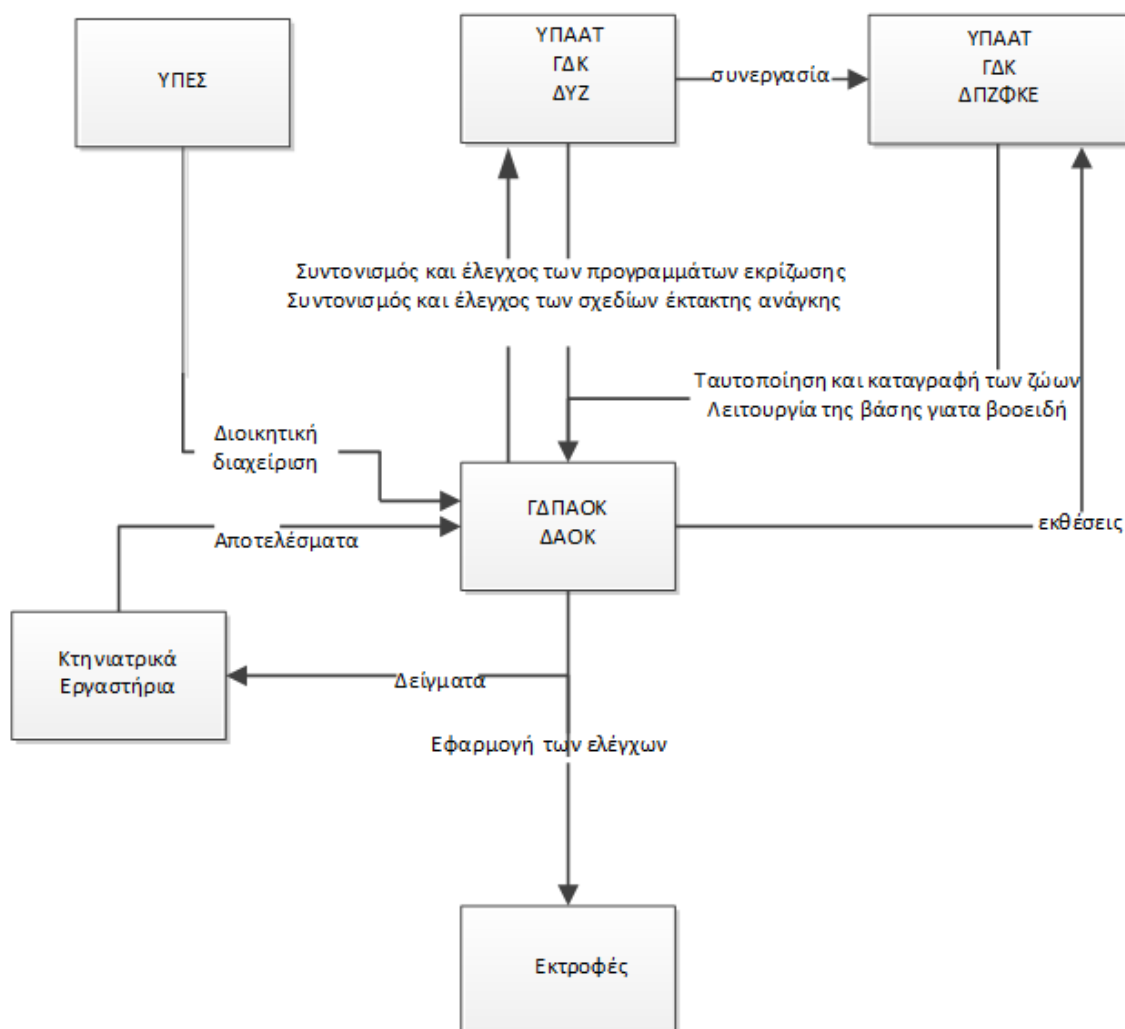 ΥΠΕΣ
ΥΠΑΑΤ
ΓΔΚ
ΔΥΖ
συνεργασία
ΥΠΑΑΤ
ΓΔΚ
ΔΠΖΦΚΕ
Συντονισμός και έλεγχος των προγραμμάτων εκρίζωσης
Συντονισμός και έλεγχος των σχεδίων έκτακτης ανάγκης
Ταυτοποίηση και καταγραφή των ζώων
Λειτουργία της βάσης γιατα βοοειδή
Διοικητική
διαχείριση
ΓΔΠΑΟΚ
ΔΑΟΚ
εκθέσεις
Αποτελέσματα
Κτηνιατρικά
Εργαστήρια
Δείγματα
Εφαρμογή των ελέγχων
Εκτροφές